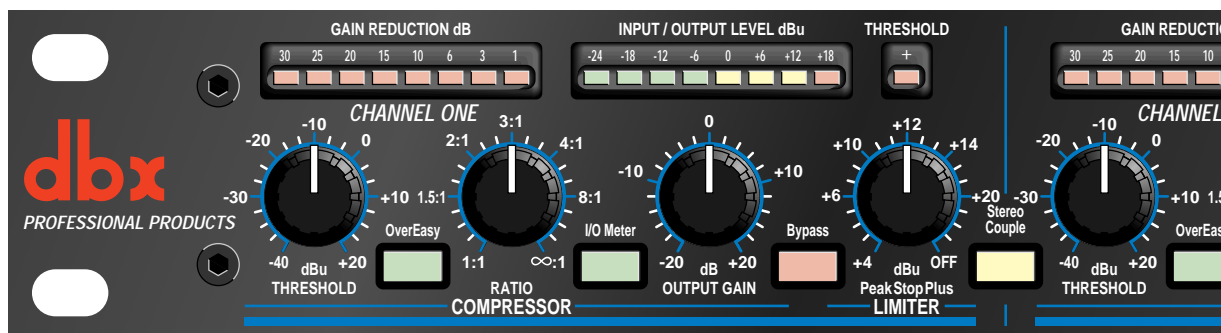 GAIN REDUCTION dB INPUT / OUTPUT LEVEL dBu THRESHOLD GAIN REDUCTI
30 25 20 15 10 6 3 1 -24 -18 -12 -6 0 +6 +12 +18 + 30 25 20 15 10
CHANNEL ONE CHANNEL
-10 3:1 0 +12 -10
-20 0 2:1 4:1 +10 +14 -20 0
-10 +10
dbx
-30 +10 1.5:1 8:1 +6 +20 -30 +10 1.5
PROFESSIONAL PRODUCTS
OverEasy I/O Meter Bypass Stereo Couple OverEas
-40 dBu +20 1:1 ∞:1 -20 dB +20 +4 dBu OFF -40 dBu +20
THRESHOLD RATIO OUTPUT GAIN PeakStopPlus THRESHOLD
COMPRESSOR LIMITER